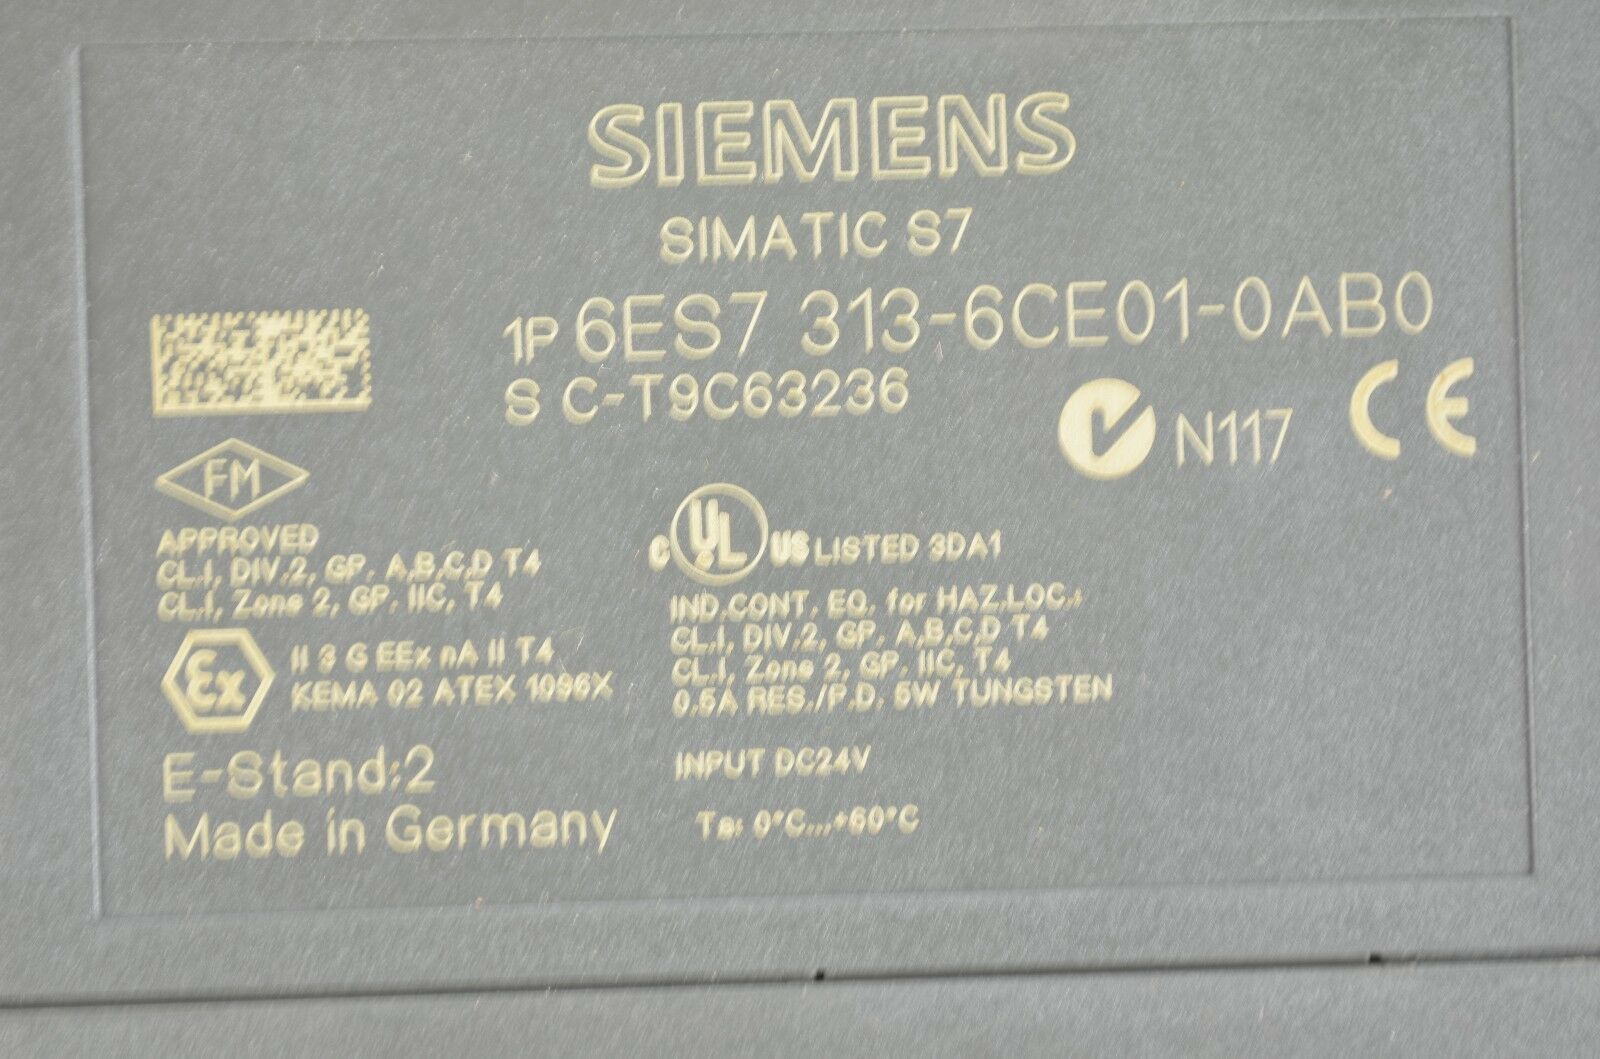 SIEMENS
SIMATIC S7
1P 6ES7 313-6CE01-0AB0
S C-T9C63236
N117 CE
FM
APPROVED
CL.I, DIV.2, GP. A,B,C,D T4
CL.I, Zone 2, GP. IIC, T4
Ex
II 3 G EEx nA II T4
KEMA 02 ATEX 1096X
E-Stand:2
Made in Germany
C UL US LISTED 3DA1
IND.CONT. EQ. for HAZ.LOC.:
CL.I, DIV.2, GP. A,B,C,D T4
CL.I, Zone 2, GP. IIC, T4
0.5A RES./P.D. 5W TUNGSTEN
INPUT DC24V
Ta: 0°C...+60°C